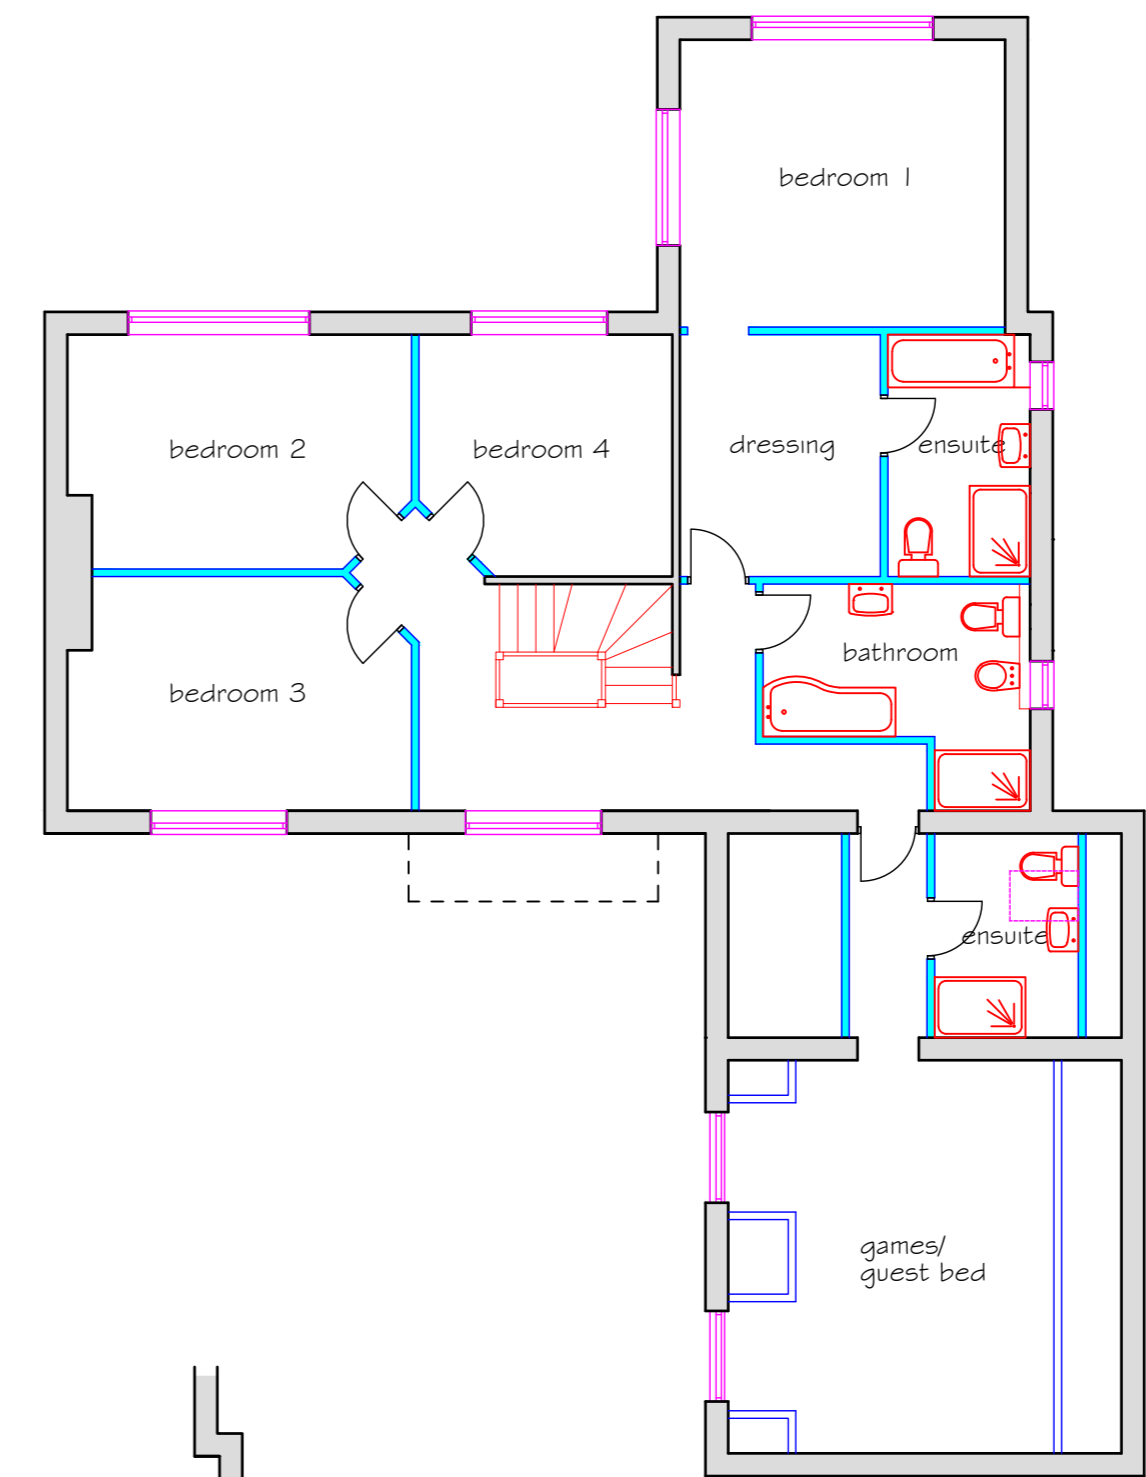 bedroom 1
bedroom 2
bedroom 4
dressing
ensuite
bathroom
bedroom 3
ensuite
games/
guest bed